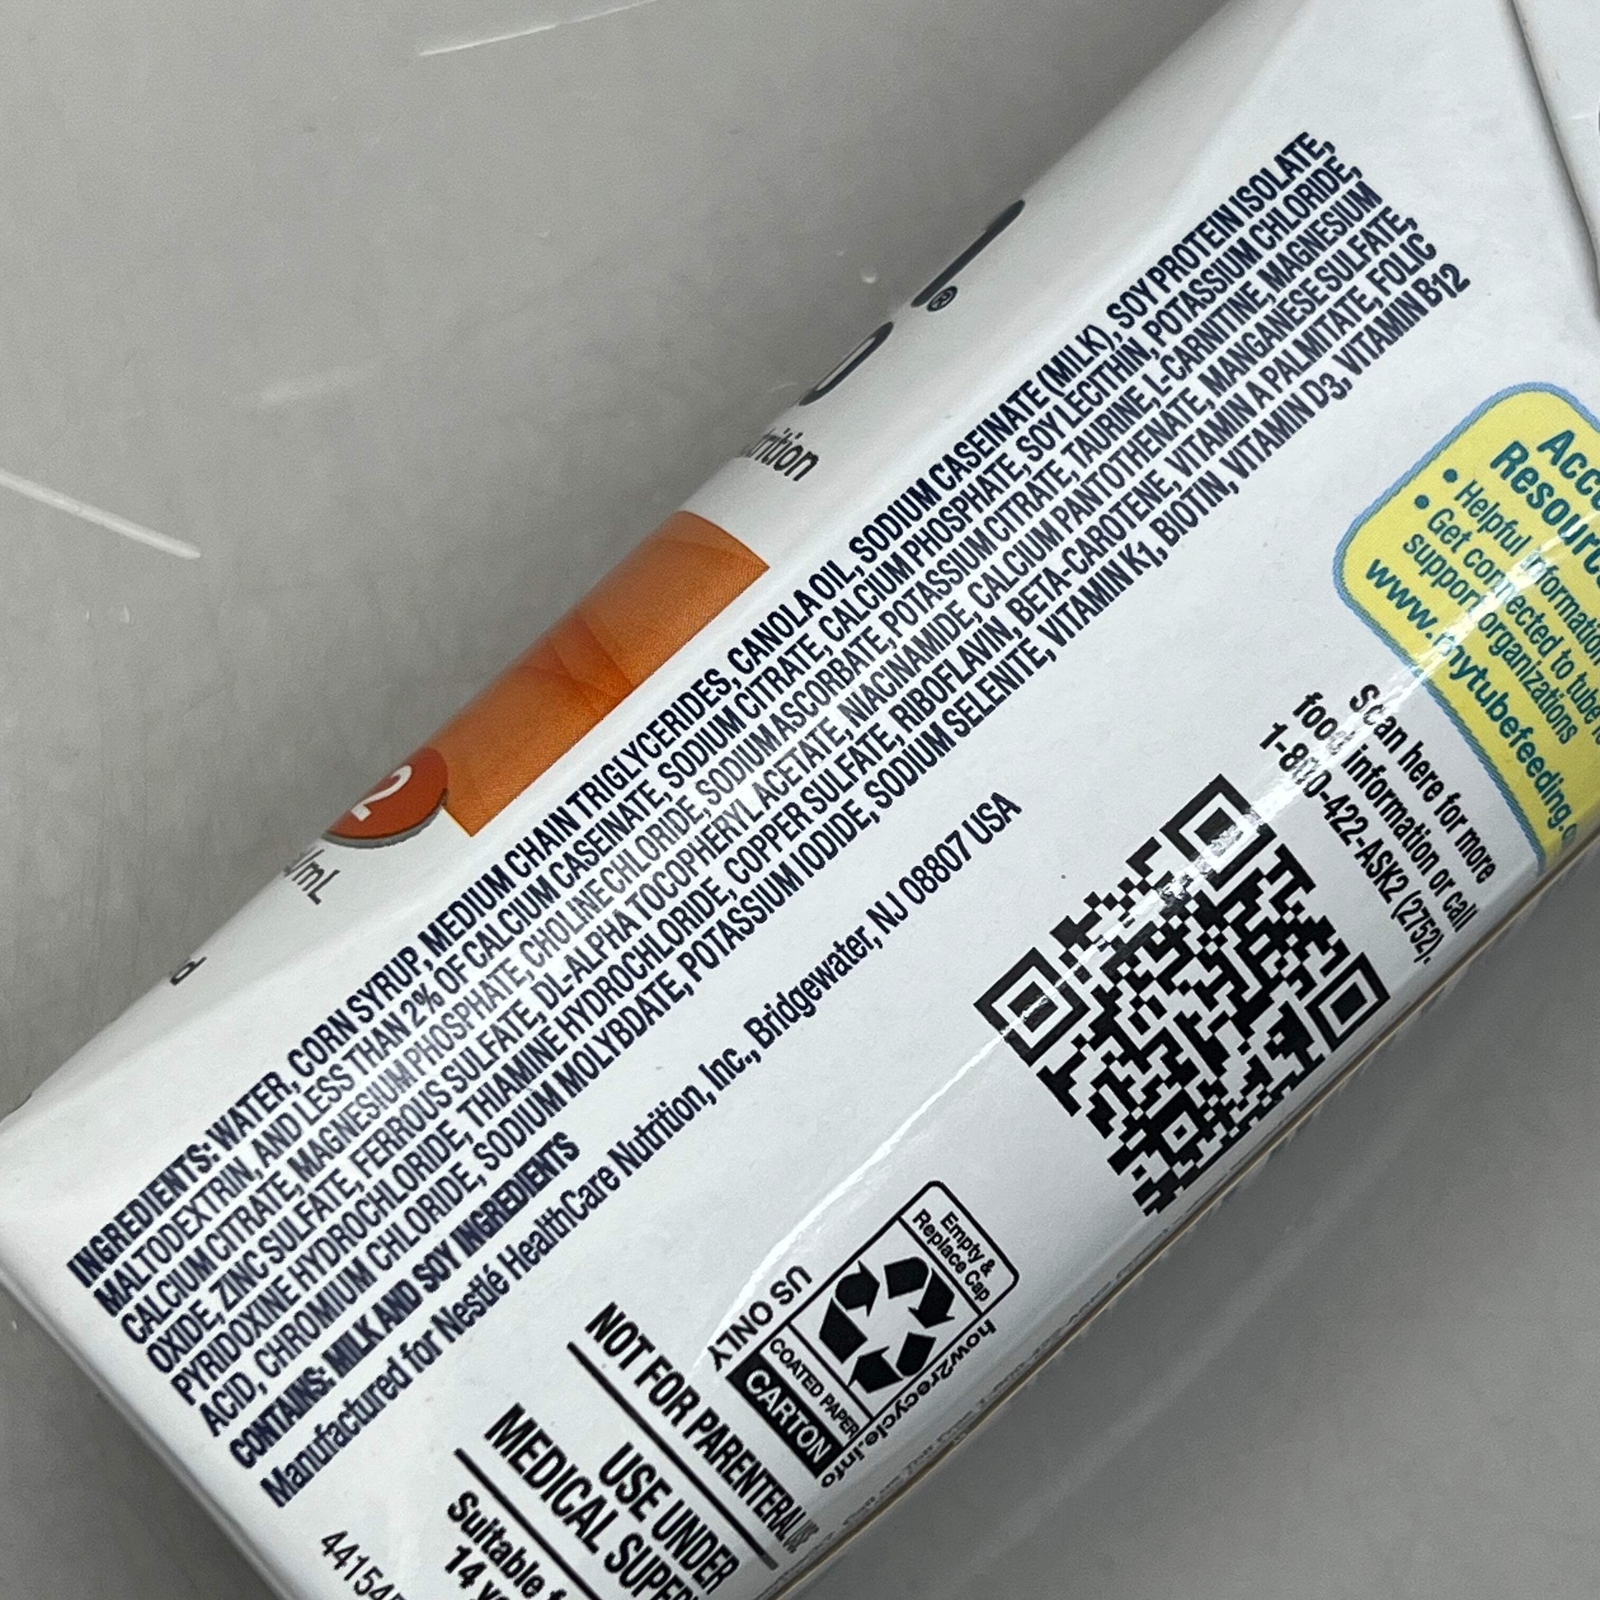 INGREDIENTS: WATER, CORN SYRUP, MEDIUM CHAIN TRIGLYCERIDES, CANOLA OIL, SODIUM CASEINATE (MILK), SOY PROTEIN ISOLATE,
MALTODEXTRIN, AND LESS THAN 2% OF CALCIUM CASEINATE, SODIUM CITRATE, CALCIUM PHOSPHATE, SOY LECITHIN, POTASSIUM CHLORIDE,
CALCIUM CITRATE, MAGNESIUM PHOSPHATE, CHOLINE CHLORIDE, SODIUM ASCORBATE, POTASSIUM CITRATE, TAURINE, L-CARNITINE, MAGNESIUM
OXIDE, ZINC SULFATE, FERROUS SULFATE, DL-ALPHA TOCOPHERYL ACETATE, NIACINAMIDE, CALCIUM PANTOTHENATE, MANGANESE SULFATE,
PYRIDOXINE HYDROCHLORIDE, THIAMINE HYDROCHLORIDE, COPPER SULFATE, RIBOFLAVIN, BETA-CAROTENE, VITAMIN A PALMITATE, FOLIC
ACID, CHROMIUM CHLORIDE, SODIUM MOLYBDATE, POTASSIUM IODIDE, SODIUM SELENITE, VITAMIN K1, BIOTIN, VITAMIN D3, VITAMIN B12
CONTAINS: MILK AND SOY INGREDIENTS
Manufactured for Nestlé HealthCare Nutrition, Inc., Bridgewater, NJ 08807 USA
2
Resourc
• Helpful information
• Get connected to tube
support organizations
www.mytubefeeding.
Scan here for more
food information or call
1-800-422-ASK2 (2752).
Empty &
Replace Cap
COATED PAPER
CARTON
US ONLY
how2recycle.info
NOT FOR PARENTERAL USE
USE UNDER
MEDICAL
Suitable
14